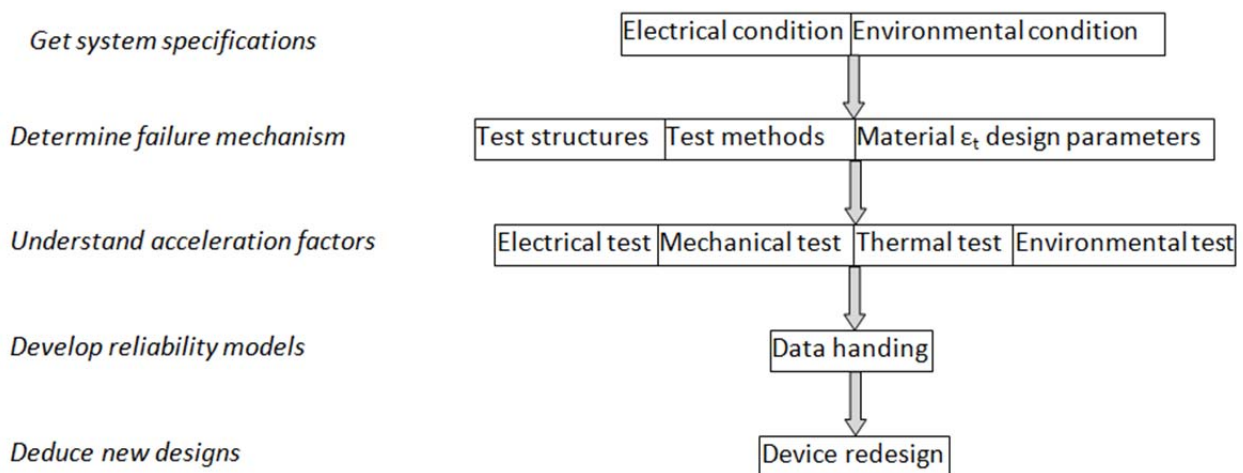 Get system specifications Electrical condition Environmental condition
Determine failure mechanism Test structures Test methods Material εt design parameters
Understand acceleration factors Electrical test Mechanical test Thermal test Environmental test
Develop reliability models Data handing
Deduce new designs Device redesign